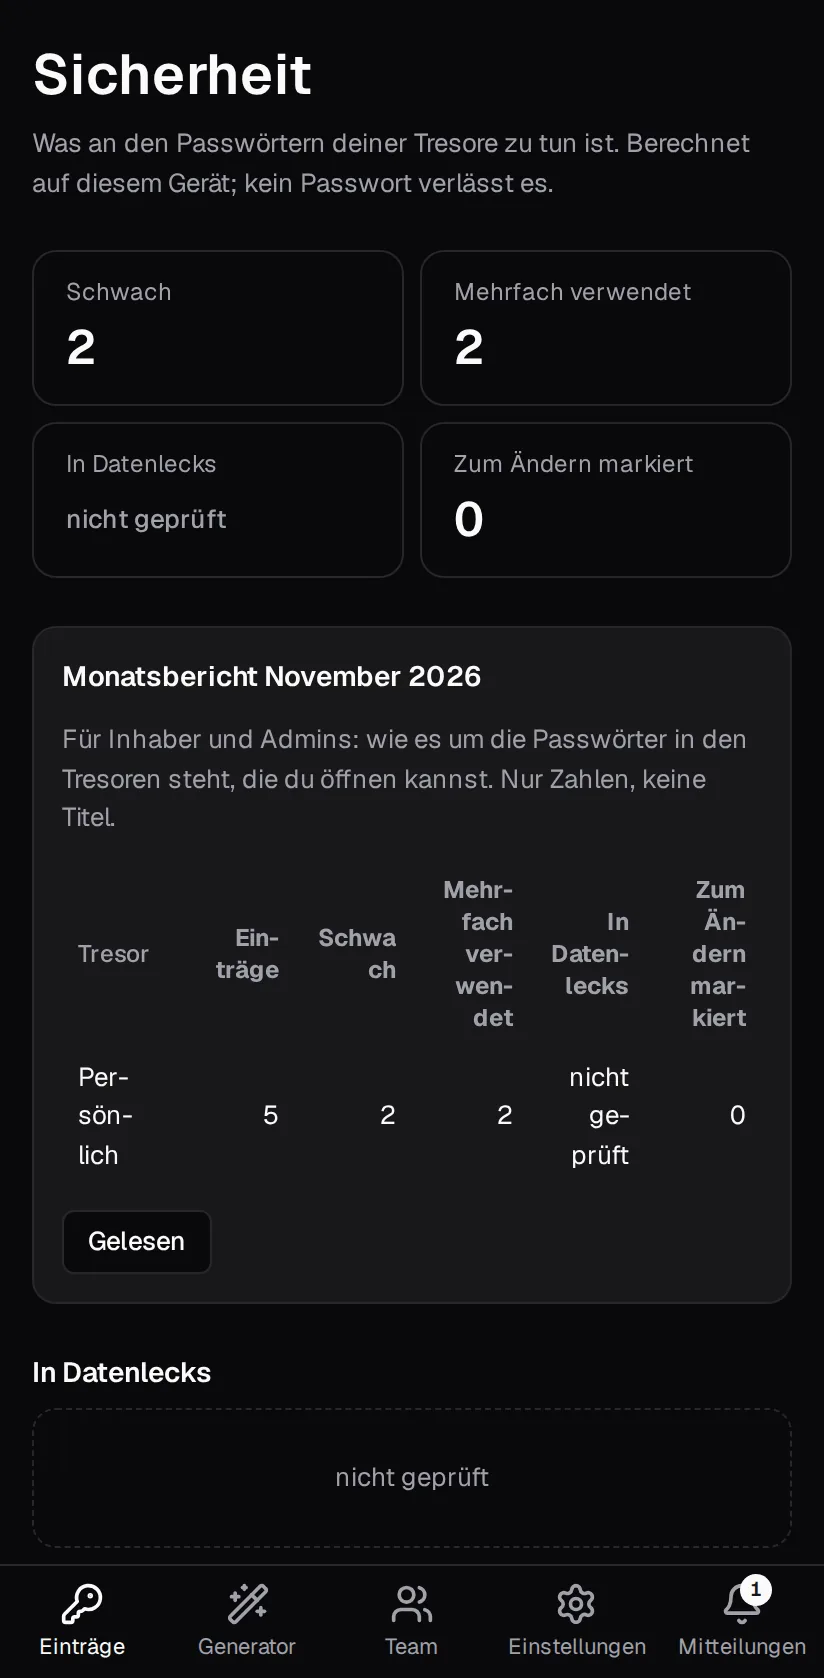 Sicherheit
Was an den Passwörtern deiner Tresore zu tun ist. Berechnet
auf diesem Gerät; kein Passwort verlässt es.
Schwach
2
Mehrfach verwendet
2
In Datenlecks
nicht geprüft
Zum Ändern markiert
0
Monatsbericht November 2026
Für Inhaber und Admins: wie es um die Passwörter in den
Tresoren steht, die du öffnen kannst. Nur Zahlen, keine
Titel.
Tresor
Ein-
träge
Schwa
ch
Mehr-
fach
ver-
wen-
det
In
Daten-
lecks
Zum
Än-
dern
mar-
kiert
Per-
sön-
lich
5
2
2
nicht
ge-
prüft
0
Gelesen
In Datenlecks
nicht geprüft
Einträge
Generator
Team
Einstellungen
1
Mitteilungen